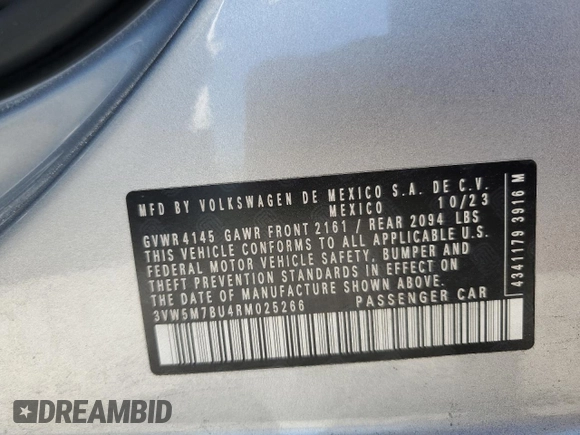 MFD BY VOLKSWAGEN DE MEXICO S.A. DE C.V.
MEXICO 10/23
GVWR 4145 GAWR FRONT 2161 / REAR 2094 LBS
THIS VEHICLE CONFORMS TO ALL APPLICABLE U.S.
FEDERAL MOTOR VEHICLE SAFETY, BUMPER AND
THEFT PREVENTION STANDARDS IN EFFECT ON
THE DATE OF MANUFACTURE SHOWN ABOVE.
3VW5M7BU4RM025266 PASSENGER CAR
4341179 3916 M
DREAMBID